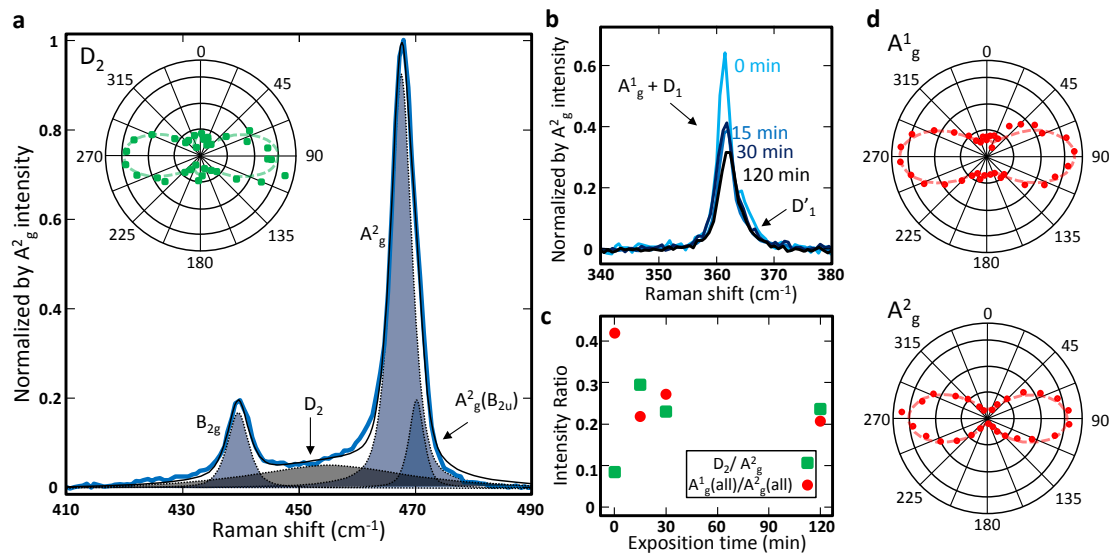 a
D₂
0
45
90
135
180
225
270
315
Normalized by A²g intensity
1
0.8
0.6
0.4
0.2
0
410
430
450
470
490
Raman shift (cm⁻¹)
B₂g
D₂
A²g
A²g(B₂u)
b
Normalized by A²g intensity
0.6
0.4
0.2
0
340
350
360
370
380
Raman shift (cm⁻¹)
A¹g + D₁
0 min
15 min
30 min
120 min
D'₁
c
Intensity Ratio
0.4
0.3
0.2
0.1
0
0
30
60
90
120
Exposition time (min)
D₂/ A²g
A¹g(all)/A²g(all)
d
A¹g
0
45
90
135
180
225
270
315
A²g
0
45
90
135
180
225
270
315